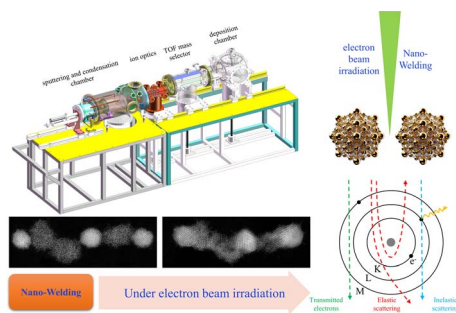 sputtering and condensation
chamber
ion optics
TOF mass
selector
deposition
chamber
electron
beam
irradiation
Nano-
Welding
K
L
M
e-
Transmitted
electrons
Elastic
scattering
Inelastic
scattering
Nano-Welding
Under electron beam irradiation